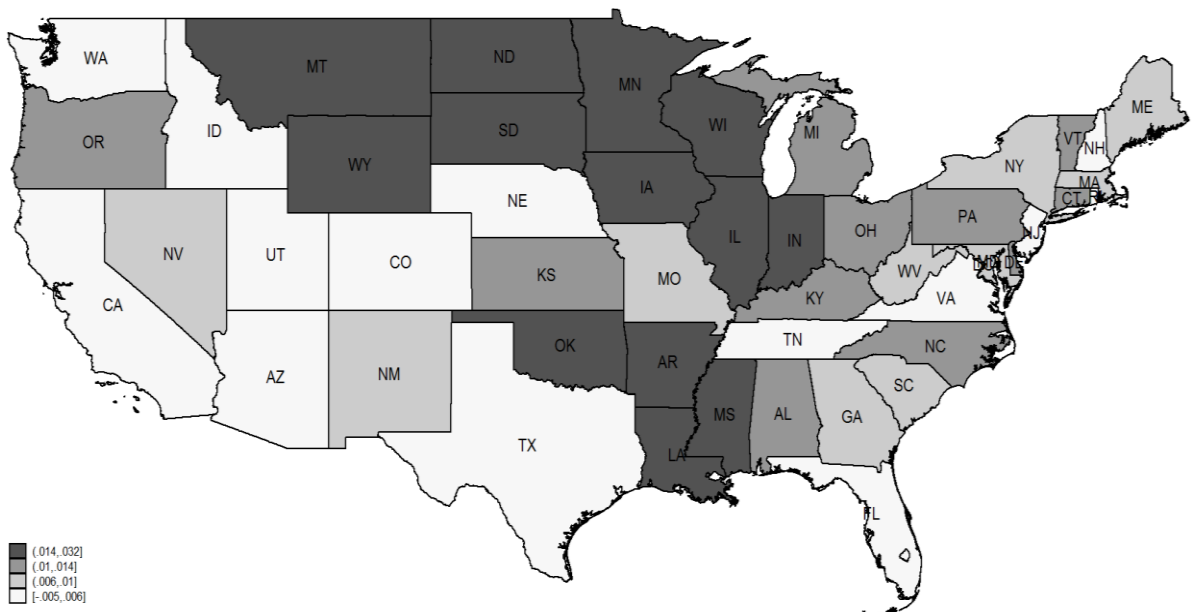 WA
MT
ND
MN
ME
OR
ID
SD
WI
MI
VT
NH
WY
NY
IA
MA
NE
CT
PA
IL
IN
OH
NJ
NV
UT
CO
KS
MO
WV
CA
KY
VA
TN
NC
AZ
NM
OK
AR
SC
MS
AL
GA
TX
LA
FL
(.014,.032]
(.01,.014]
(.006,.01]
[-.005,.006]